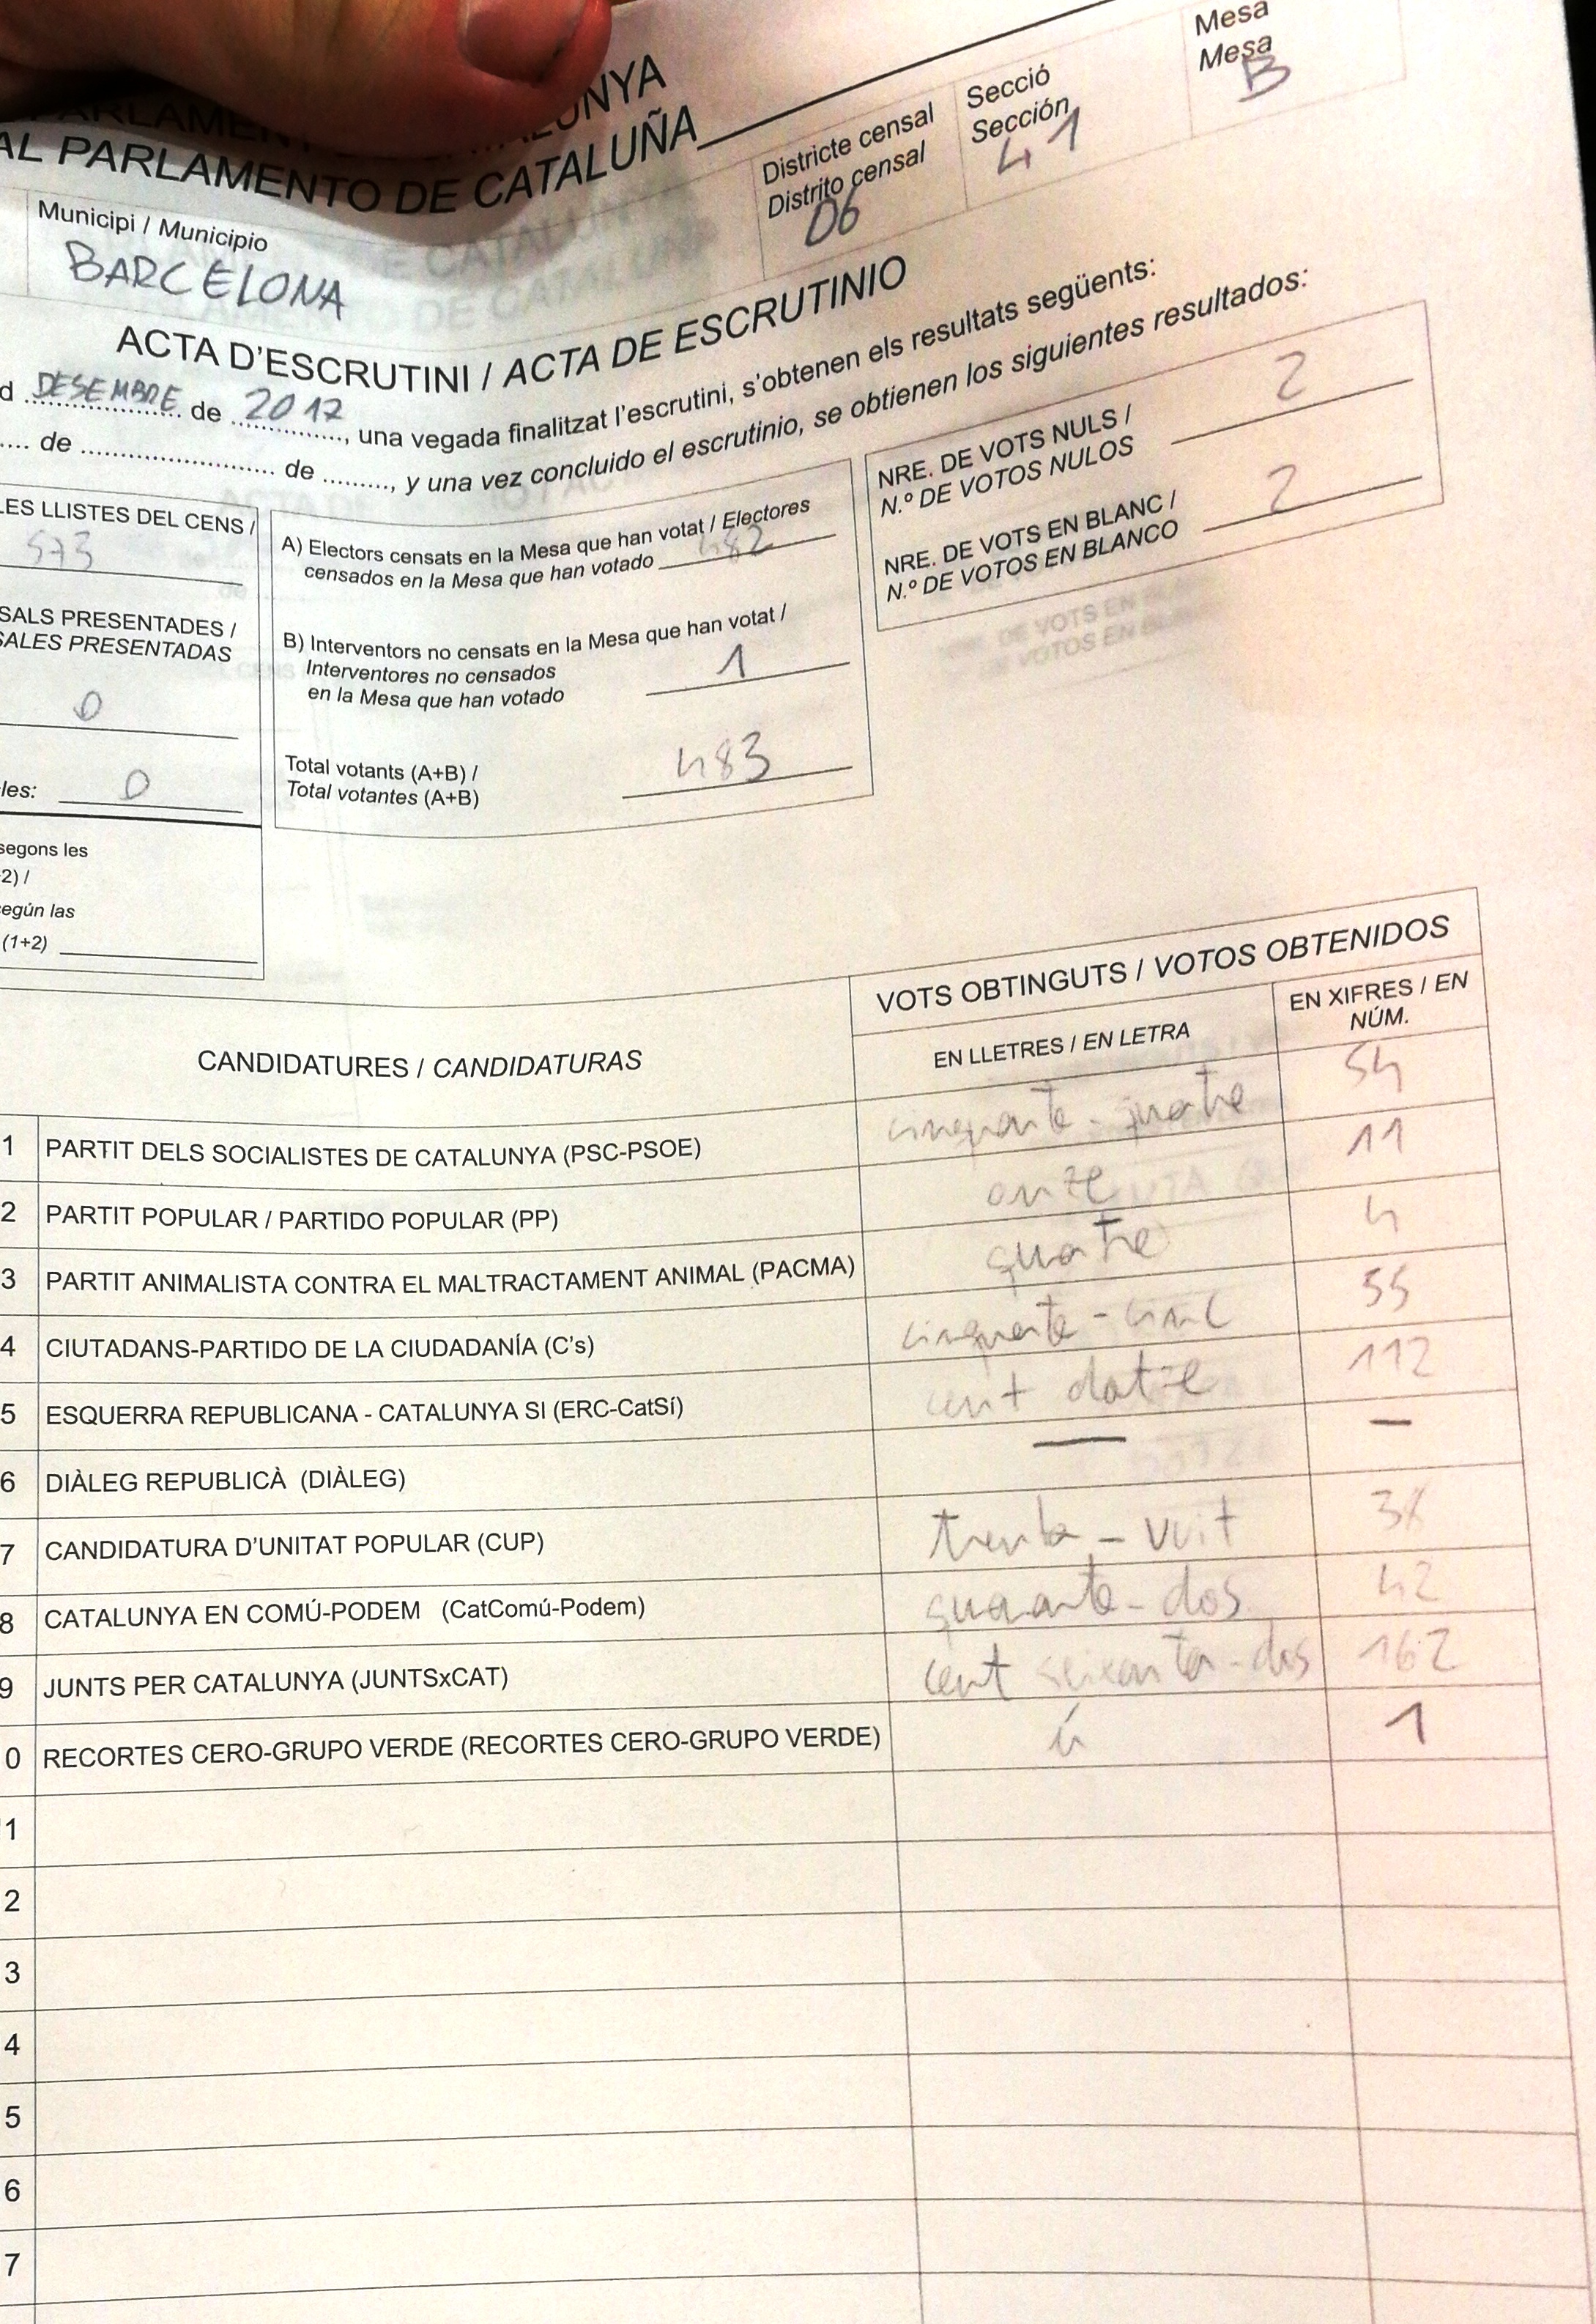 CATALUNYA
AL PARLAMENTO DE CATALUÑA
Municipi / Municipio
BARCELONA
Districte censal
Distrito censal
06
Secció
Sección
41
Mesa
Mesa
B
ACTA D'ESCRUTINI / ACTA DE ESCRUTINIO
d DESEMBRE de 2017, una vegada finalitzat l'escrutini, s'obtenen els resultats següents:
.... de ........................ de ........., y una vez concluido el escrutinio, se obtienen los siguientes resultados:
LES LLISTES DEL CENS /
573
SALS PRESENTADES /
SALES PRESENTADAS
0
les: 0
segons les
2) /
según las
(1+2)
A) Electors censats en la Mesa que han votat / Electores
censados en la Mesa que han votado 482
B) Interventors no censats en la Mesa que han votat /
Interventores no censados
en la Mesa que han votado 1
Total votants (A+B) /
Total votantes (A+B) 483
NRE. DE VOTS NULS /
N.º DE VOTOS NULOS 2
NRE. DE VOTS EN BLANC /
N.º DE VOTOS EN BLANCO 2
CANDIDATURES / CANDIDATURAS
VOTS OBTINGUTS / VOTOS OBTENIDOS
EN LLETRES / EN LETRA
EN XIFRES / EN
NÚM.
1 PARTIT DELS SOCIALISTES DE CATALUNYA (PSC-PSOE) cinquanta-quatre 54
2 PARTIT POPULAR / PARTIDO POPULAR (PP) onze 11
3 PARTIT ANIMALISTA CONTRA EL MALTRACTAMENT ANIMAL (PACMA) quatre 4
4 CIUTADANS-PARTIDO DE LA CIUDADANÍA (C's) cinquanta-cinc 55
5 ESQUERRA REPUBLICANA - CATALUNYA SI (ERC-CatSí) cent dotze 112
6 DIÀLEG REPUBLICÀ (DIÀLEG) — —
7 CANDIDATURA D'UNITAT POPULAR (CUP) trenta-vuit 38
8 CATALUNYA EN COMÚ-PODEM (CatComú-Podem) quaranta-dos 42
9 JUNTS PER CATALUNYA (JUNTSxCAT) cent seixanta-dos 162
0 RECORTES CERO-GRUPO VERDE (RECORTES CERO-GRUPO VERDE) ú 1
1
2
3
4
5
6
7